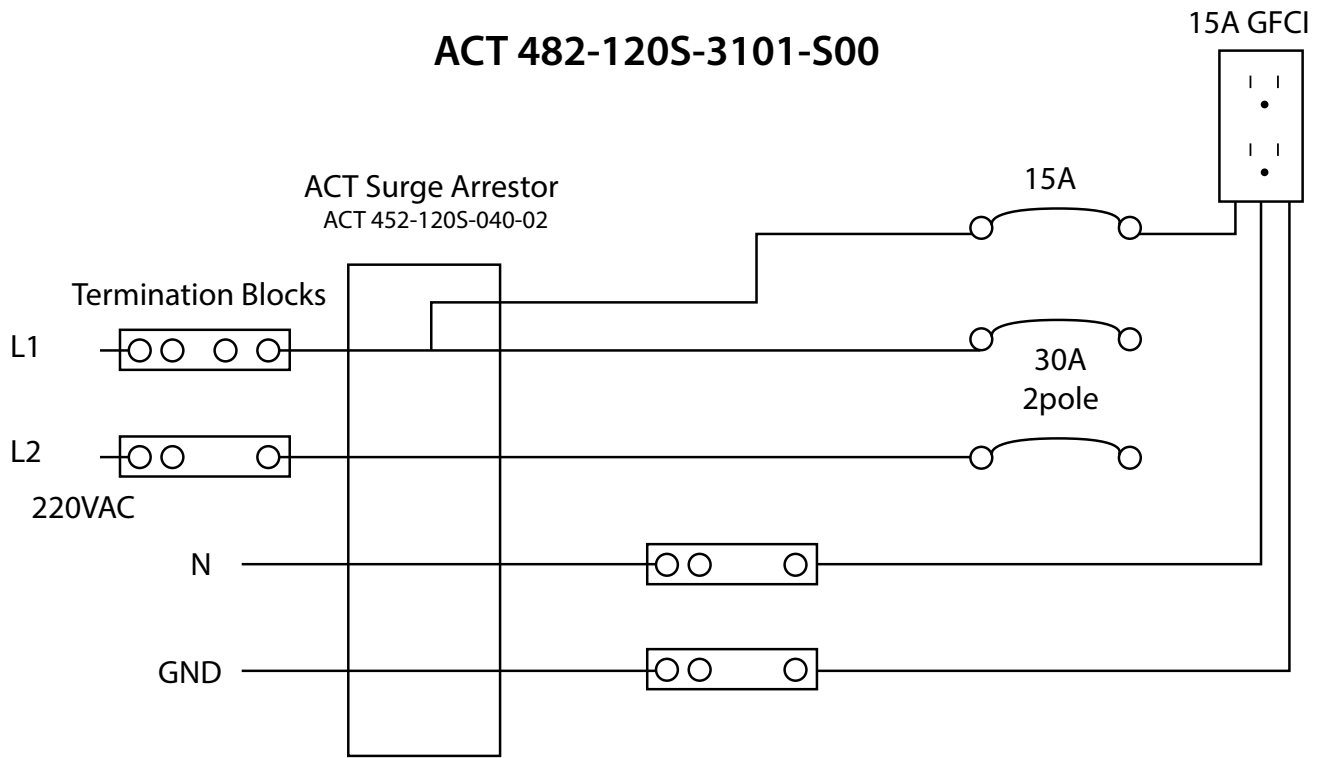 15A GFCI
ACT 482-120S-3101-S00
15A
ACT Surge Arrestor
ACT 452-120S-040-02
Termination Blocks
L1
30A
2pole
L2
220VAC
N
GND